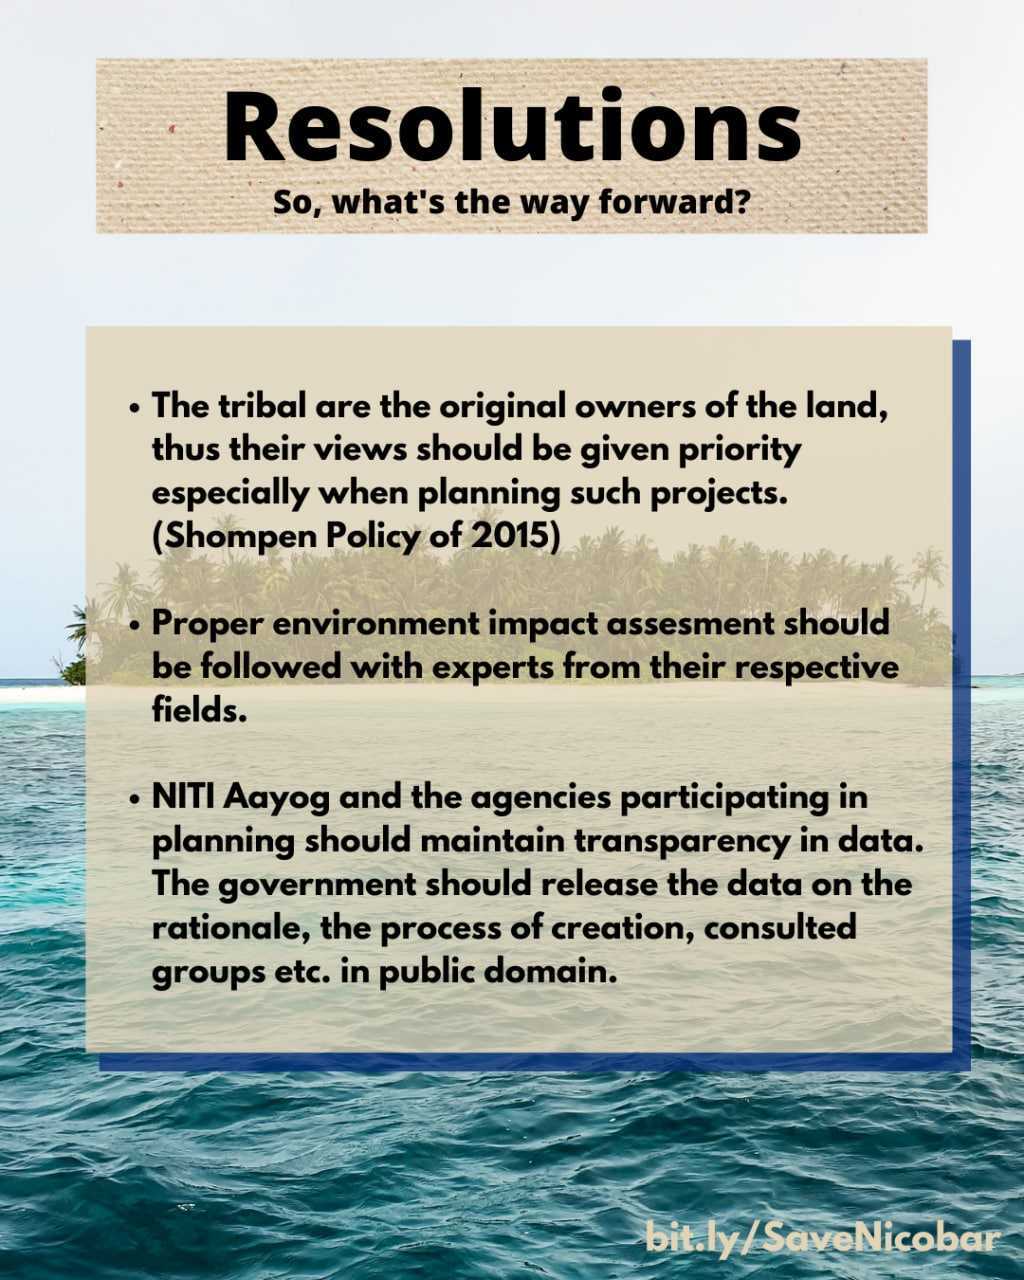 Resolutions
So, what's the way forward?
• The tribal are the original owners of the land,
thus their views should be given priority
especially when planning such projects.
(Shompen Policy of 2015)
• Proper environment impact assesment should
be followed with experts from their respective
fields.
• NITI Aayog and the agencies participating in
planning should maintain transparency in data.
The government should release the data on the
rationale, the process of creation, consulted
groups etc. in public domain.
bit.ly/SaveNicobar